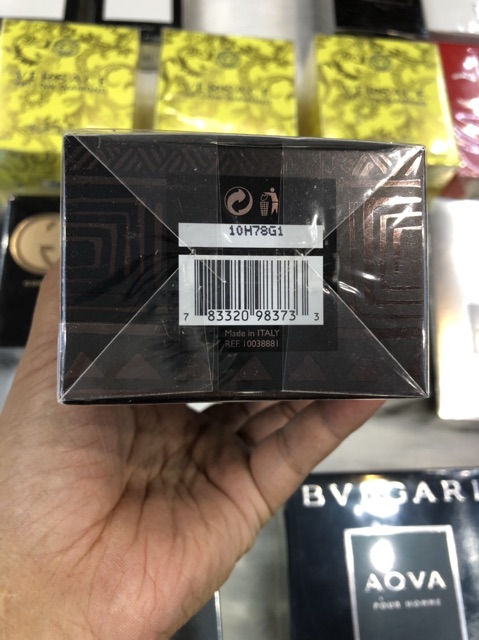 10H78G1
7 83320 98373 3
Made in ITALY
REF. 10038881
BVLGARI
AQVA
POUR HOMME